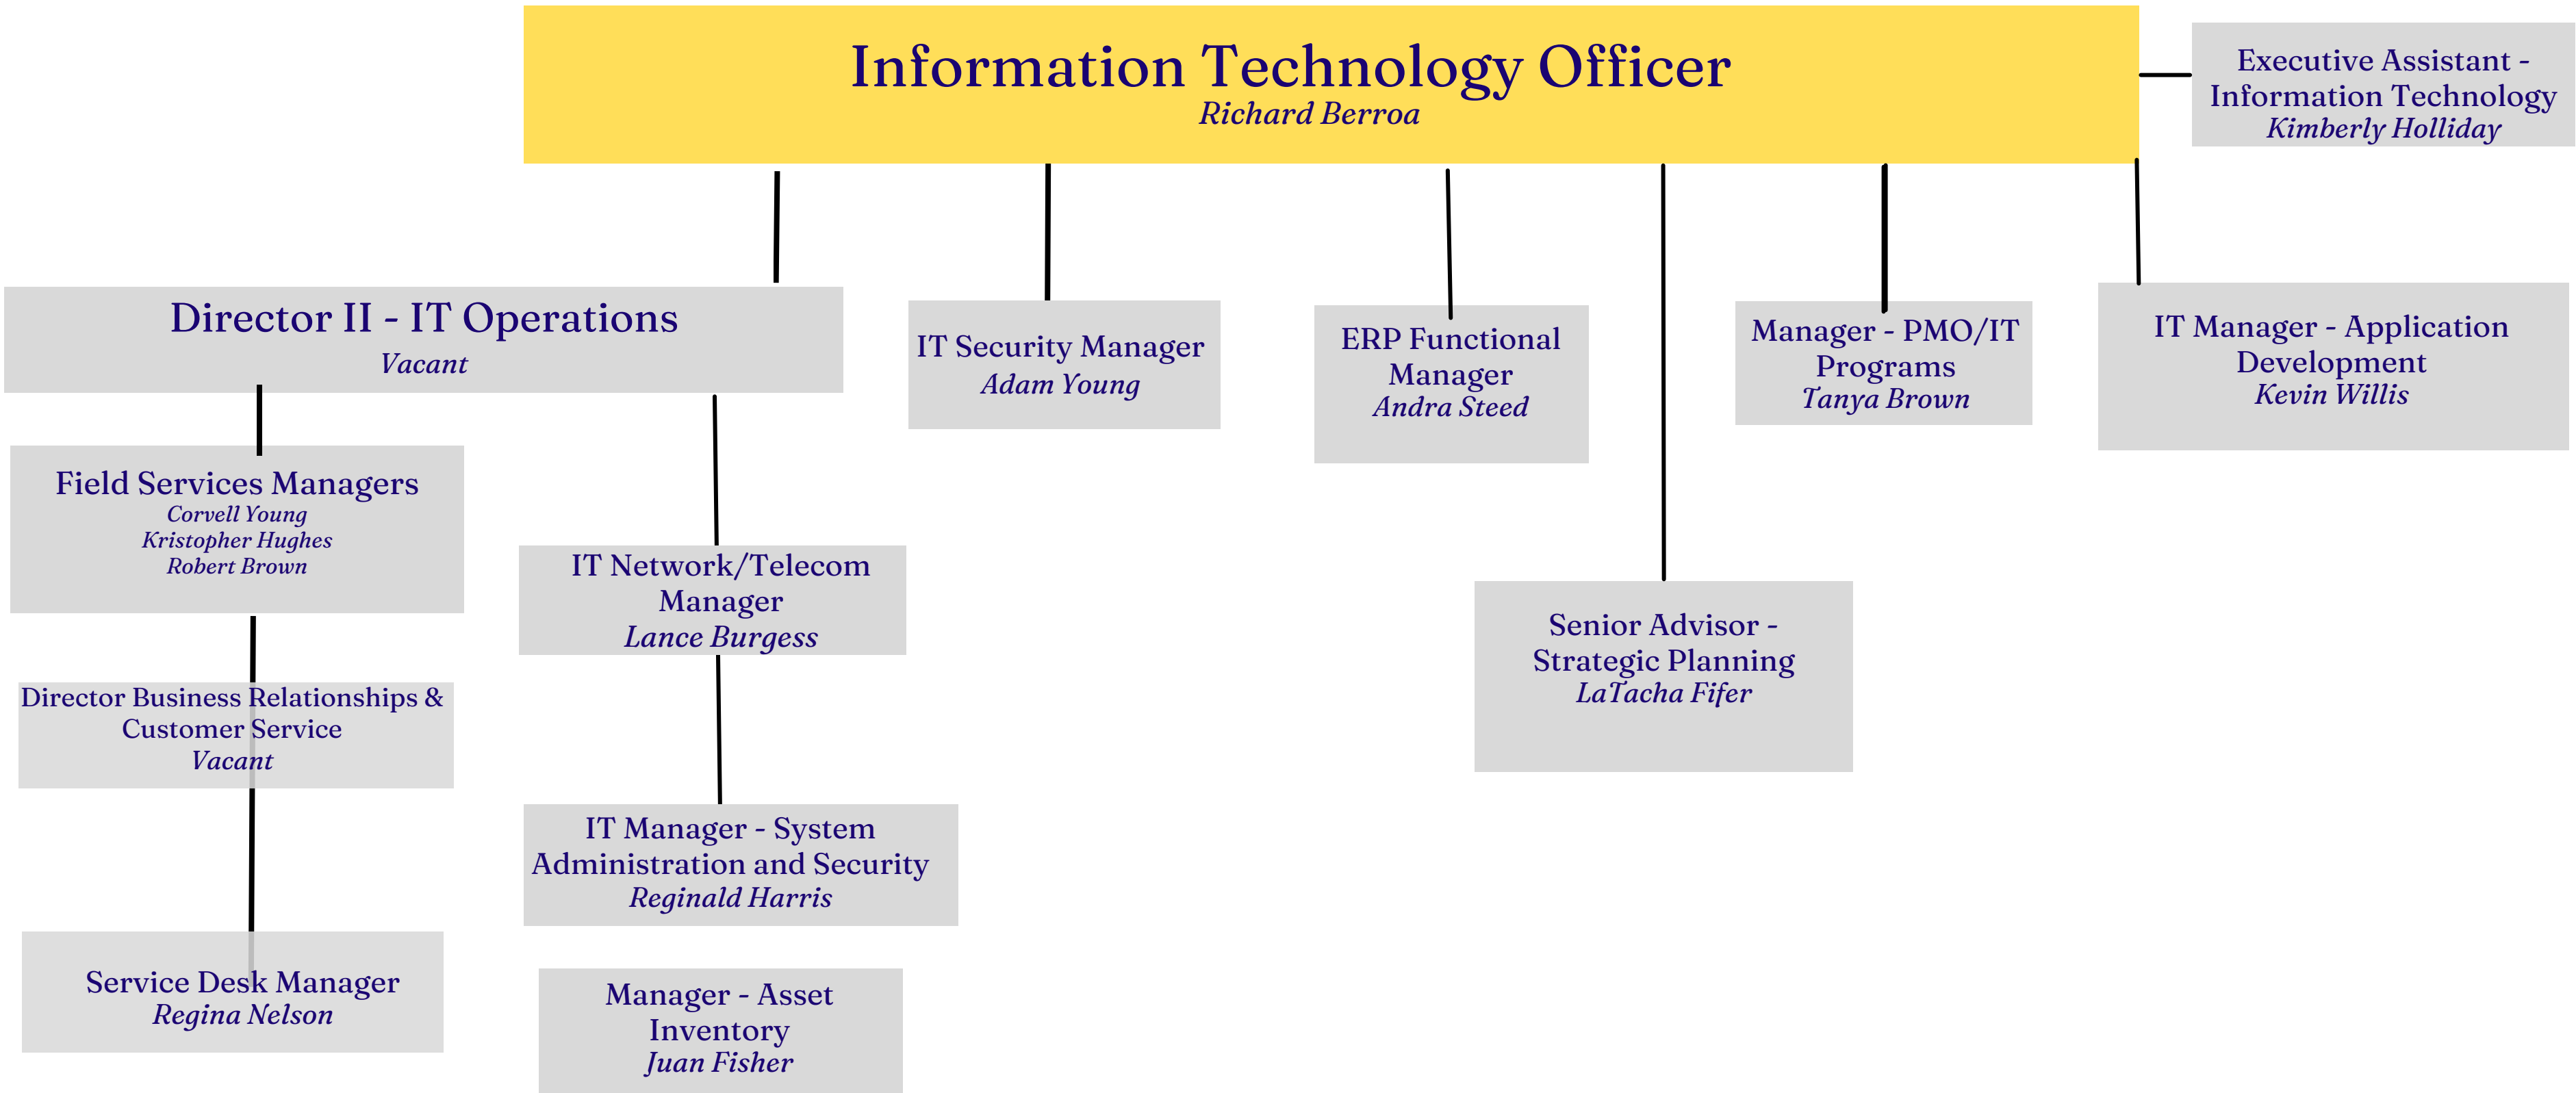 Information Technology Officer
Richard Berroa
Executive Assistant -
Information Technology
Kimberly Holliday
Director II - IT Operations
Vacant
IT Security Manager
Adam Young
ERP Functional
Manager
Andra Steed
Manager - PMO/IT
Programs
Tanya Brown
IT Manager - Application
Development
Kevin Willis
Field Services Managers
Corvell Young
Kristopher Hughes
Robert Brown
IT Network/Telecom
Manager
Lance Burgess
Senior Advisor -
Strategic Planning
LaTacha Fifer
Director Business Relationships &
Customer Service
Vacant
IT Manager - System
Administration and Security
Reginald Harris
Service Desk Manager
Regina Nelson
Manager - Asset
Inventory
Juan Fisher